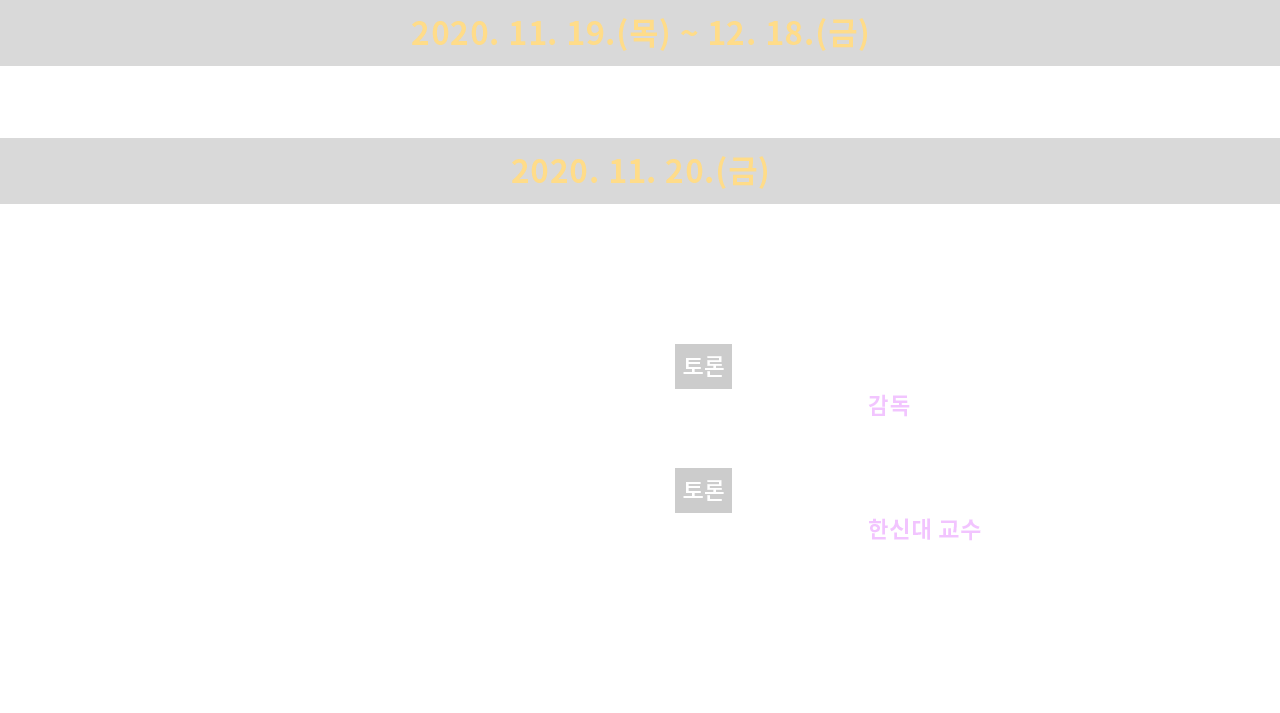 2020. 11. 19.(목) ~ 12. 18.(금)
2020. 11. 20.(금)
토론
감독
토론
한신대 교수